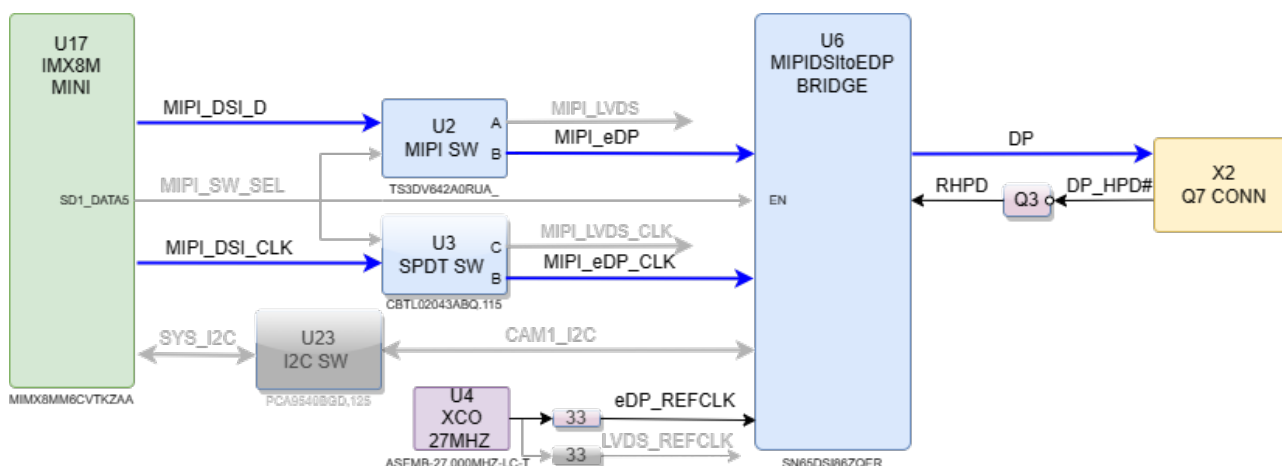 U17
IMX8M
MINI
SD1_DATA5
MIMX8MM6CVTKZAA
MIPI_DSI_D
MIPI_SW_SEL
MIPI_DSI_CLK
SYS_I2C
U2
MIPI SW
A
B
TS3DV642A0RUA_
U3
SPDT SW
C
B
CBTL02043ABQ.115
U23
I2C SW
PCA9540BGD,125
U4
XCO
27MHZ
ASEMB-27.000MHZ-LC-T
MIPI_LVDS
MIPI_eDP
MIPI_LVDS_CLK
MIPI_eDP_CLK
CAM1_I2C
33
eDP_REFCLK
33
LVDS_REFCLK
U6
MIPIDSItoEDP
BRIDGE
EN
SN65DSI86ZQER
DP
RHPD
Q3
DP_HPD#
X2
Q7 CONN